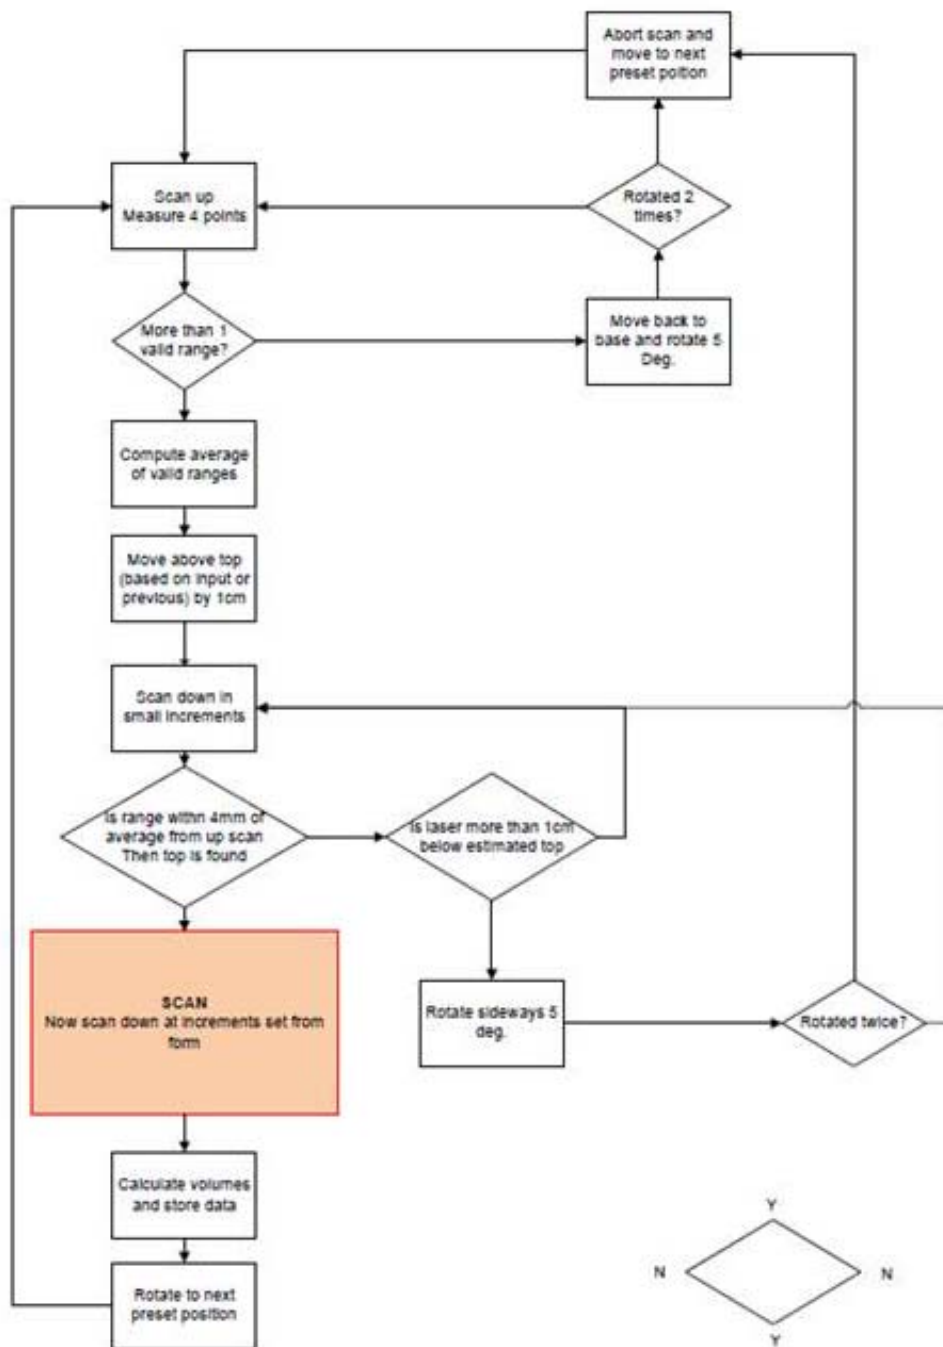 Abort scan and
move to next
preset poition
Scan up
Measure 4 points
Rotated 2
times?
More than 1
valid range?
Move back to
base and rotate 5
Deg.
Compute average
of valid ranges
Move above top
(based on input or
previous) by 1cm
Scan down in
small increments
Is range withn 4mm of
average from up scan
Then top is found
Is laser more than 1cm
below estimated top
SCAN
Now scan down at increments set from
form
Rotate sideways 5
deg.
Rotated twice?
Calculate volumes
and store data
Rotate to next
preset position
Y
N
N
Y